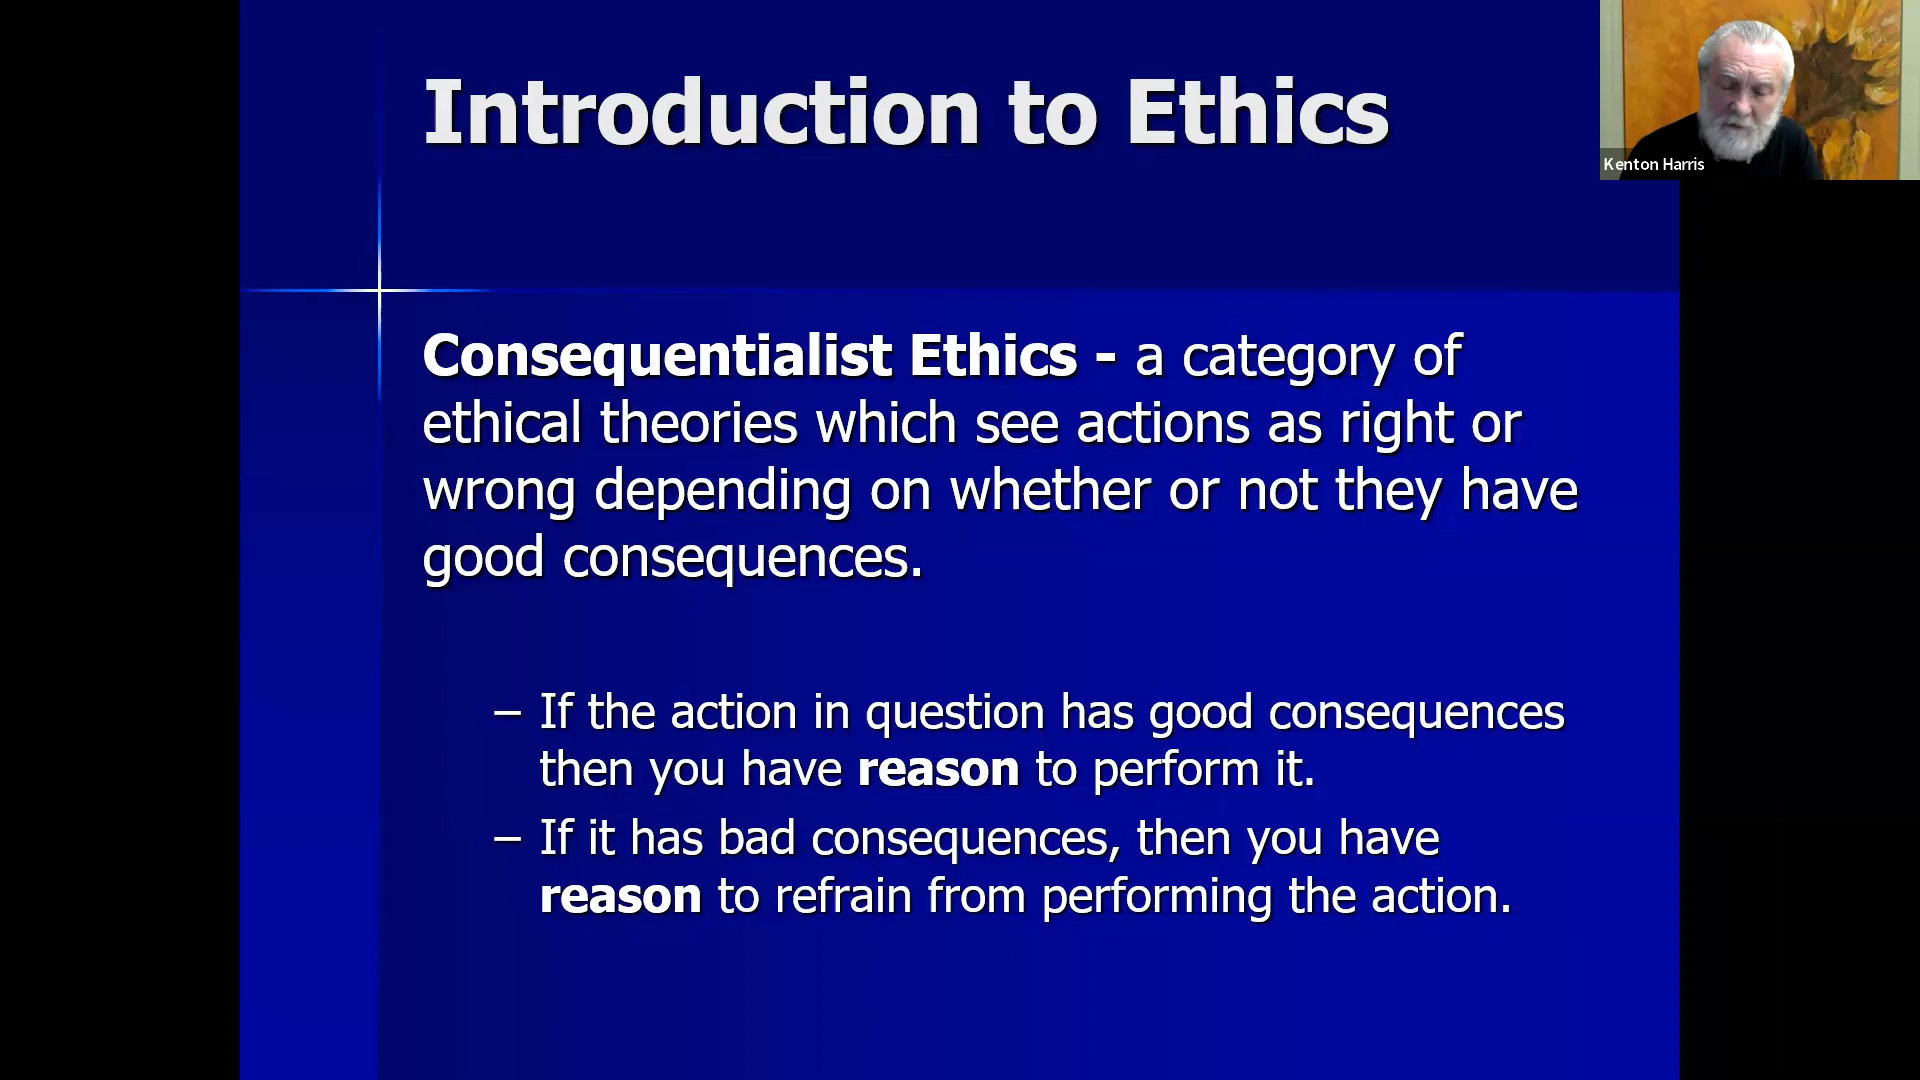 Introduction to Ethics
Kenton Harris
Consequentialist Ethics - a category of
ethical theories which see actions as right or
wrong depending on whether or not they have
good consequences.
– If the action in question has good consequences
then you have reason to perform it.
– If it has bad consequences, then you have
reason to refrain from performing the action.